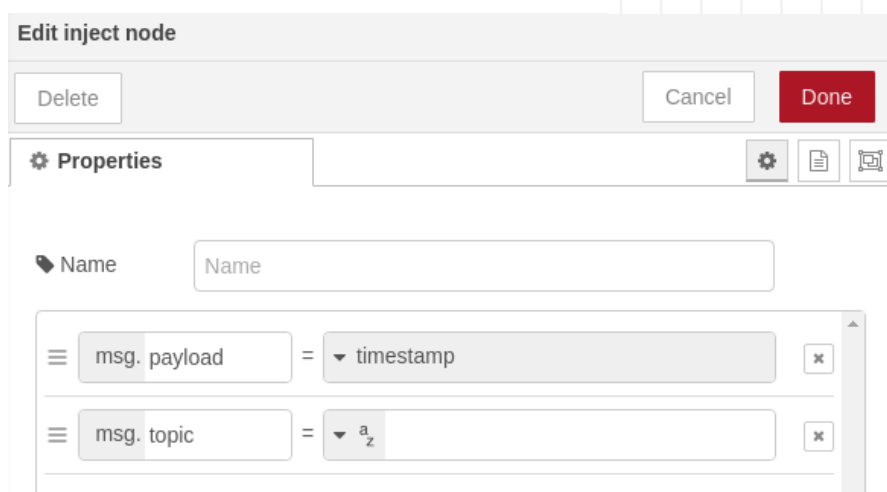 Edit inject node
Delete Cancel Done
Properties
Name Name
msg. payload = timestamp
msg. topic = a z